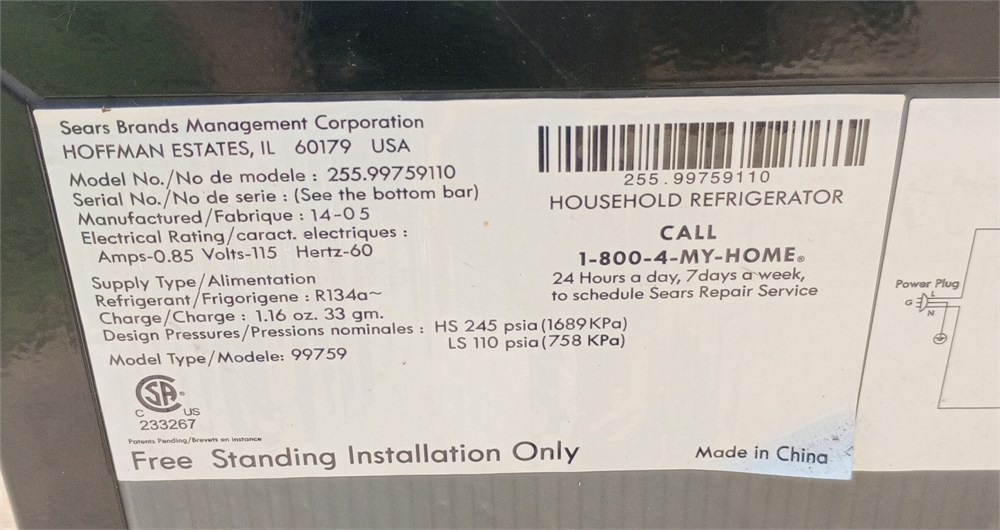 Sears Brands Management Corporation
HOFFMAN ESTATES, IL 60179 USA
Model No./No de modele : 255.99759110
Serial No./No de serie : (See the bottom bar)
Manufactured/Fabrique : 14-05
Electrical Rating/caract. electriques :
Amps-0.85 Volts-115 Hertz-60
Supply Type/Alimentation
Refrigerant/Frigorigene : R134a~
Charge/Charge : 1.16 oz. 33 gm.
Design Pressures/Pressions nominales : HS 245 psia (1689KPa)
LS 110 psia (758 KPa)
Model Type/Modele: 99759
CSA®
C US
233267
Patents Pending/Brevets en instance
Free Standing Installation Only
255.99759110
HOUSEHOLD REFRIGERATOR
CALL
1-800-4-MY-HOME®
24 Hours a day, 7days a week,
to schedule Sears Repair Service
Made in China
Power Plug
L
G
N